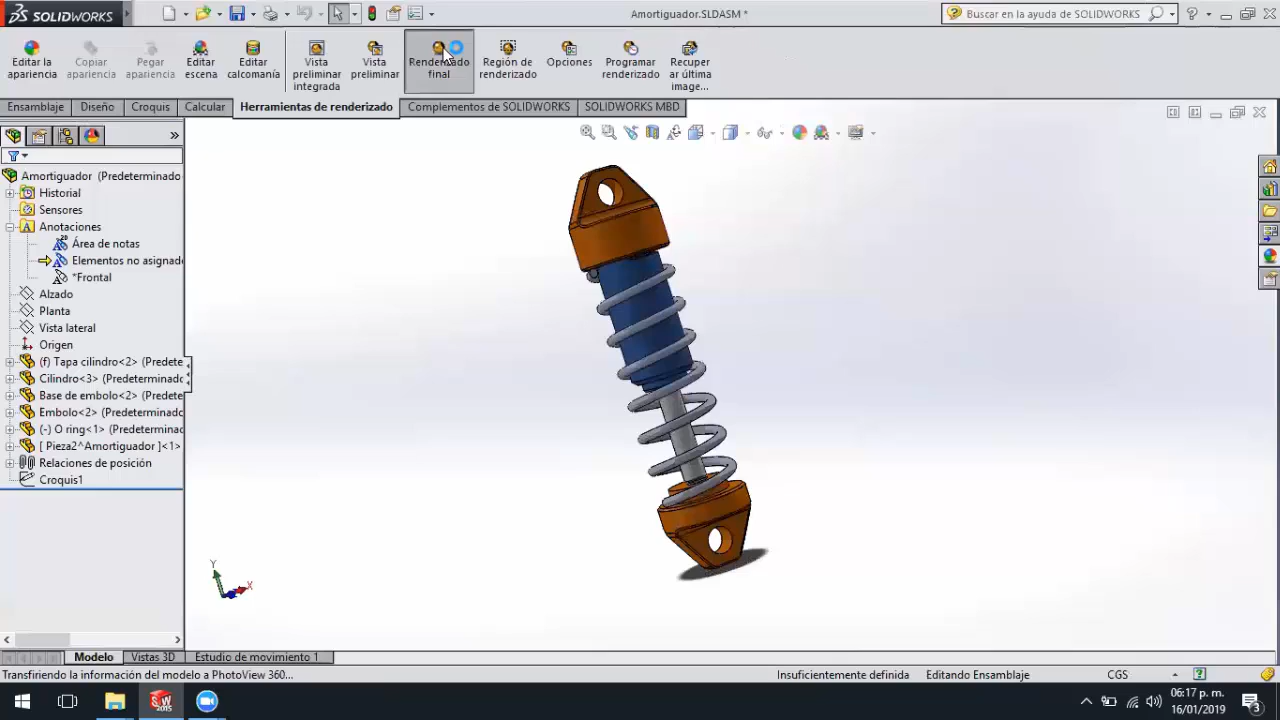 SOLIDWORKS
Amortiguador.SLDASM *
Buscar en la ayuda de SOLIDWORKS
Editar la apariencia
Copiar apariencia
Pegar apariencia
Editar escena
Editar calcomanía
Vista preliminar integrada
Vista preliminar
Renderizado final
Región de renderizado
Opciones
Programar renderizado
Recuper ar última image...
Ensamblaje
Diseño
Croquis
Calcular
Herramientas de renderizado
Complementos de SOLIDWORKS
SOLIDWORKS MBD
Amortiguador (Predeterminado
Historial
Sensores
Anotaciones
Área de notas
Elementos no asignado
*Frontal
Alzado
Planta
Vista lateral
Origen
(f) Tapa cilindro<2> (Predete
Cilindro<3> (Predeterminado
Base de embolo<2> (Predete
Embolo<2> (Predeterminado
(-) O ring<1> (Predeterminad
[ Pieza2^Amortiguador ]<1>
Relaciones de posición
Croquis1
Y
X
Modelo
Vistas 3D
Estudio de movimiento 1
Transfiriendo la información del modelo a PhotoView 360...
Insuficientemente definida
Editando Ensamblaje
CGS
06:17 p. m.
16/01/2019